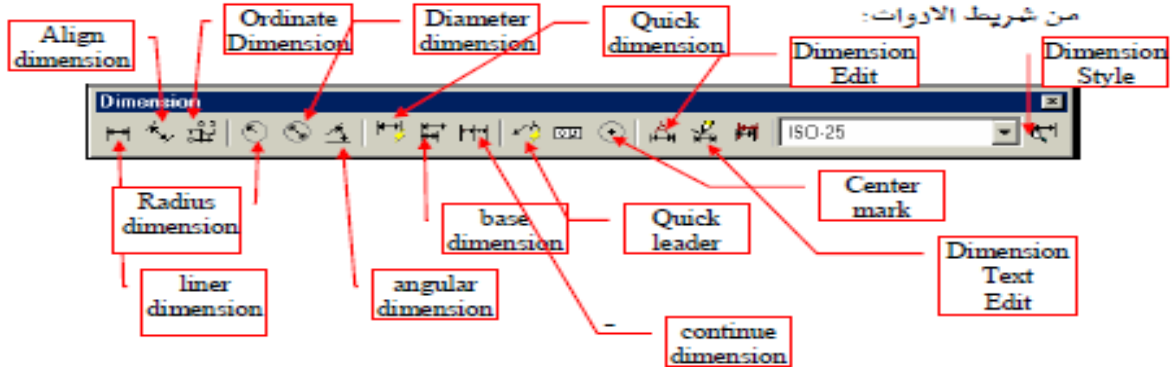 من شريط الادوات:
Align
dimension
Ordinate
Dimension
Diameter
dimension
Quick
dimension
Dimension
Edit
Dimension
Style
Dimension
ISO-25
Radius
dimension
base
dimension
Quick
leader
Center
mark
liner
dimension
angular
dimension
Dimension
Text
Edit
continue
dimension